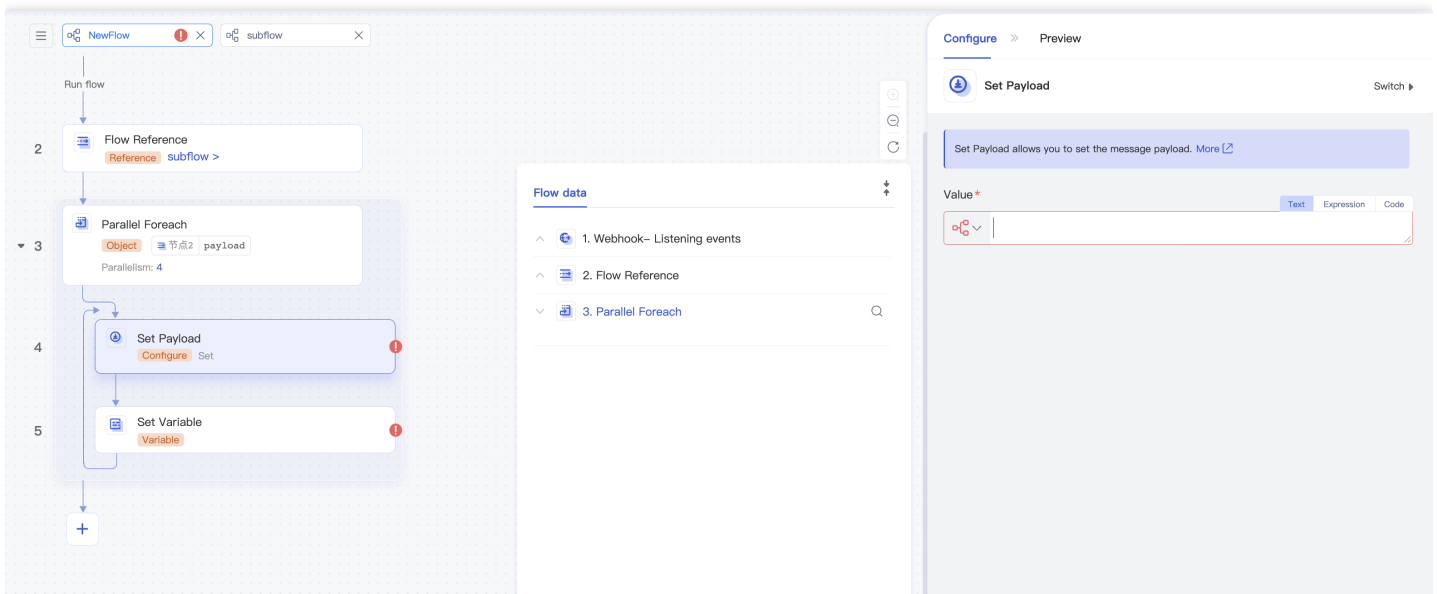 NewFlow
subflow
Run flow
2
Flow Reference
Reference subflow >
3
Parallel Foreach
Object 节点2 payload
Parallelism: 4
4
Set Payload
Configure Set
5
Set Variable
Variable
+
Flow data
1. Webhook– Listening events
2. Flow Reference
3. Parallel Foreach
Configure Preview
Set Payload
Switch
Set Payload allows you to set the message payload. More
Value*
Text Expression Code